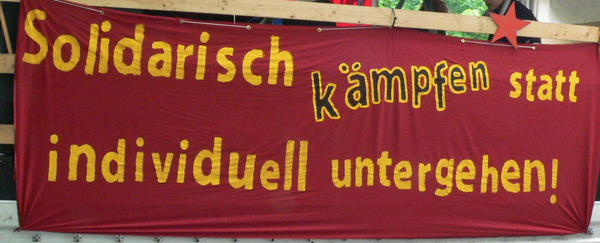 Solidarisch kämpfen statt
individuell untergehen!